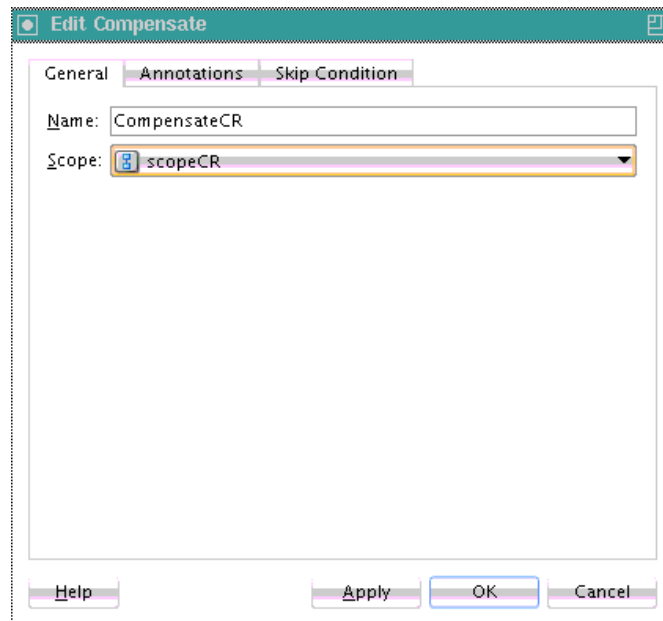 Edit Compensate
General Annotations Skip Condition
Name: CompensateCR
Scope: scopeCR
Help Apply OK Cancel